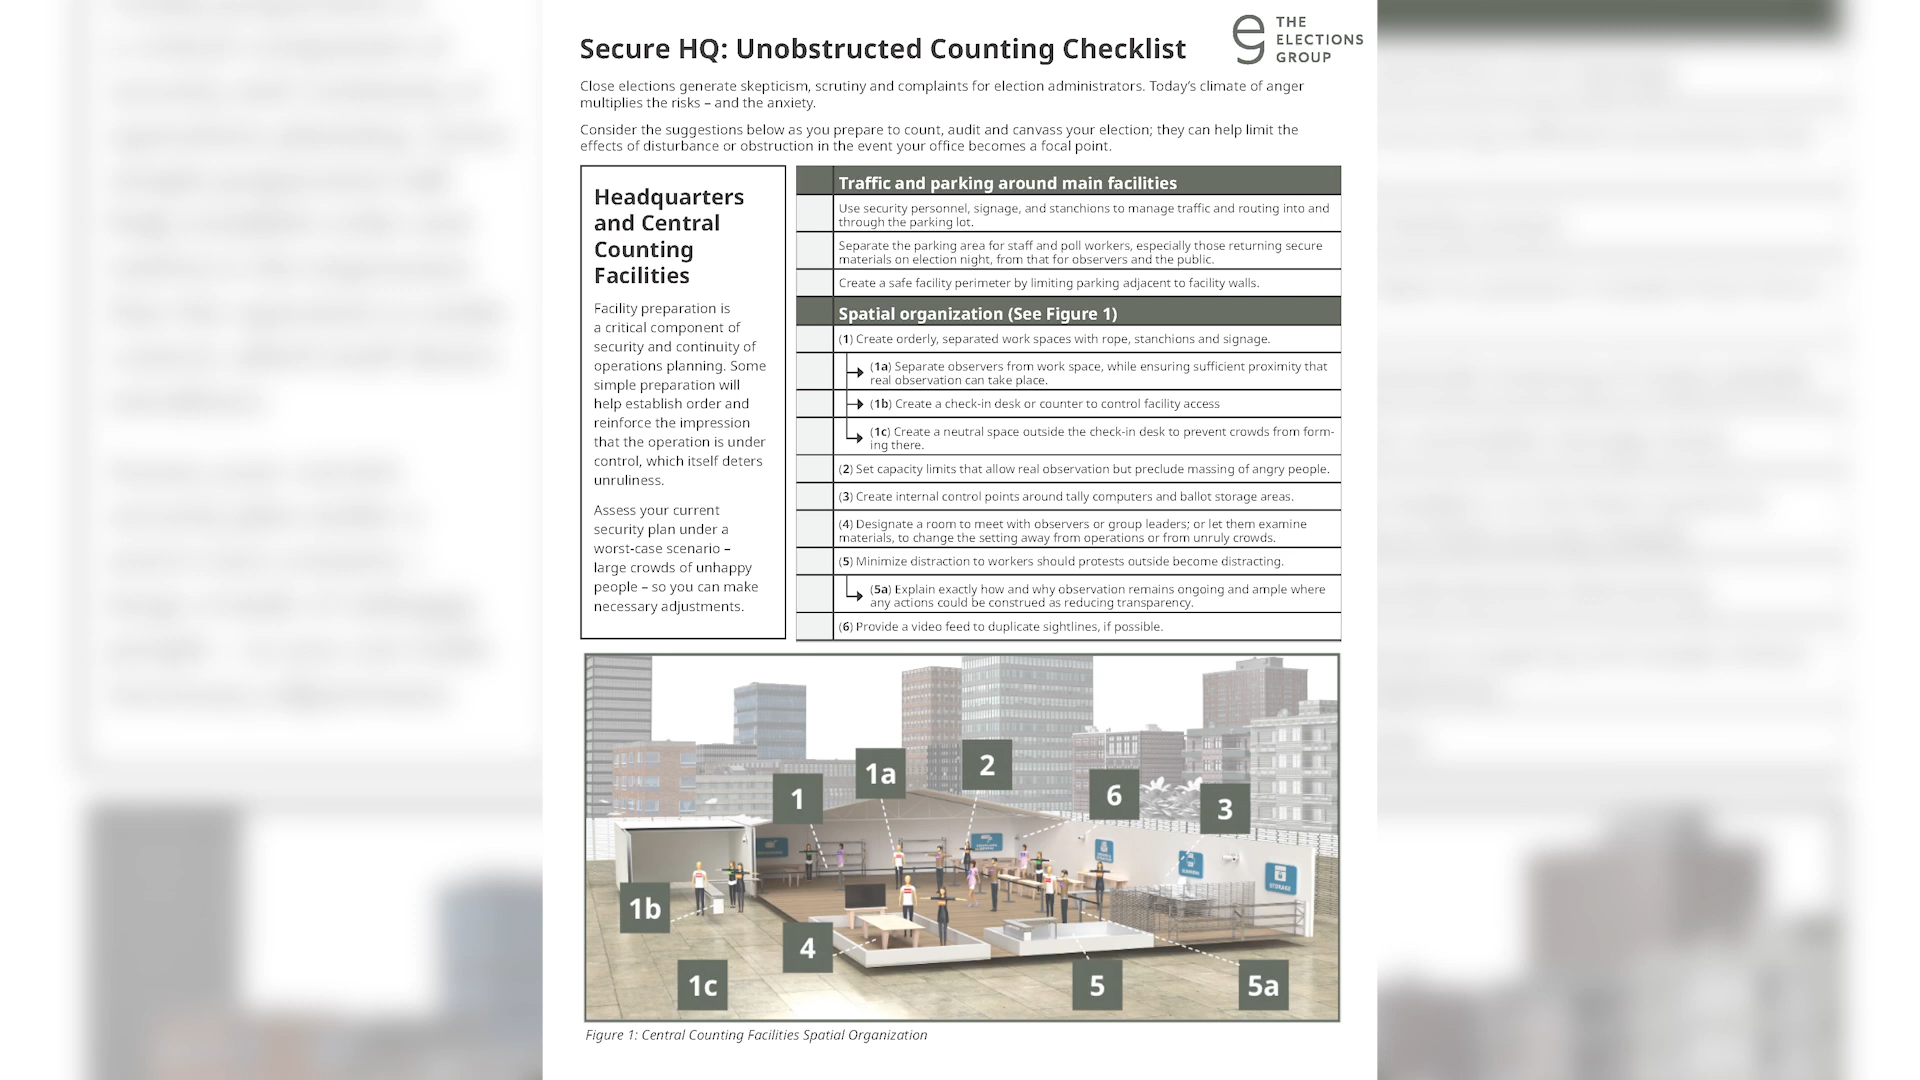 Secure HQ: Unobstructed Counting Checklist
THE
ELECTIONS
GROUP
Close elections generate skepticism, scrutiny and complaints for election administrators. Today's climate of anger
multiplies the risks – and the anxiety.
Consider the suggestions below as you prepare to count, audit and canvass your election; they can help limit the
effects of disturbance or obstruction in the event your office becomes a focal point.
Headquarters
and Central
Counting
Facilities
Facility preparation is
a critical component of
security and continuity of
operations planning. Some
simple preparation will
help establish order and
reinforce the impression
that the operation is under
control, which itself deters
unruliness.
Assess your current
security plan under a
worst-case scenario –
large crowds of unhappy
people – so you can make
necessary adjustments.
Traffic and parking around main facilities
Use security personnel, signage, and stanchions to manage traffic and routing into and
through the parking lot.
Separate the parking area for staff and poll workers, especially those returning secure
materials on election night, from that for observers and the public.
Create a safe facility perimeter by limiting parking adjacent to facility walls.
Spatial organization (See Figure 1)
(1) Create orderly, separated work spaces with rope, stanchions and signage.
(1a) Separate observers from work space, while ensuring sufficient proximity that
real observation can take place.
(1b) Create a check-in desk or counter to control facility access
(1c) Create a neutral space outside the check-in desk to prevent crowds from form-
ing there.
(2) Set capacity limits that allow real observation but preclude massing of angry people.
(3) Create internal control points around tally computers and ballot storage areas.
(4) Designate a room to meet with observers or group leaders; or let them examine
materials, to change the setting away from operations or from unruly crowds.
(5) Minimize distraction to workers should protests outside become distracting.
(5a) Explain exactly how and why observation remains ongoing and ample where
any actions could be construed as reducing transparency.
(6) Provide a video feed to duplicate sightlines, if possible.
2
1a
1
6
3
STORAGE
1b
4
1c
5
5a
Figure 1: Central Counting Facilities Spatial Organization